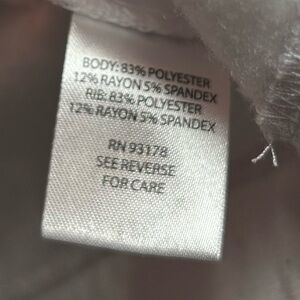 BODY: 83% POLYESTER
12% RAYON 5% SPANDEX
RIB: 83% POLYESTER
12% RAYON 5% SPANDEX
RN 93178
SEE REVERSE
FOR CARE